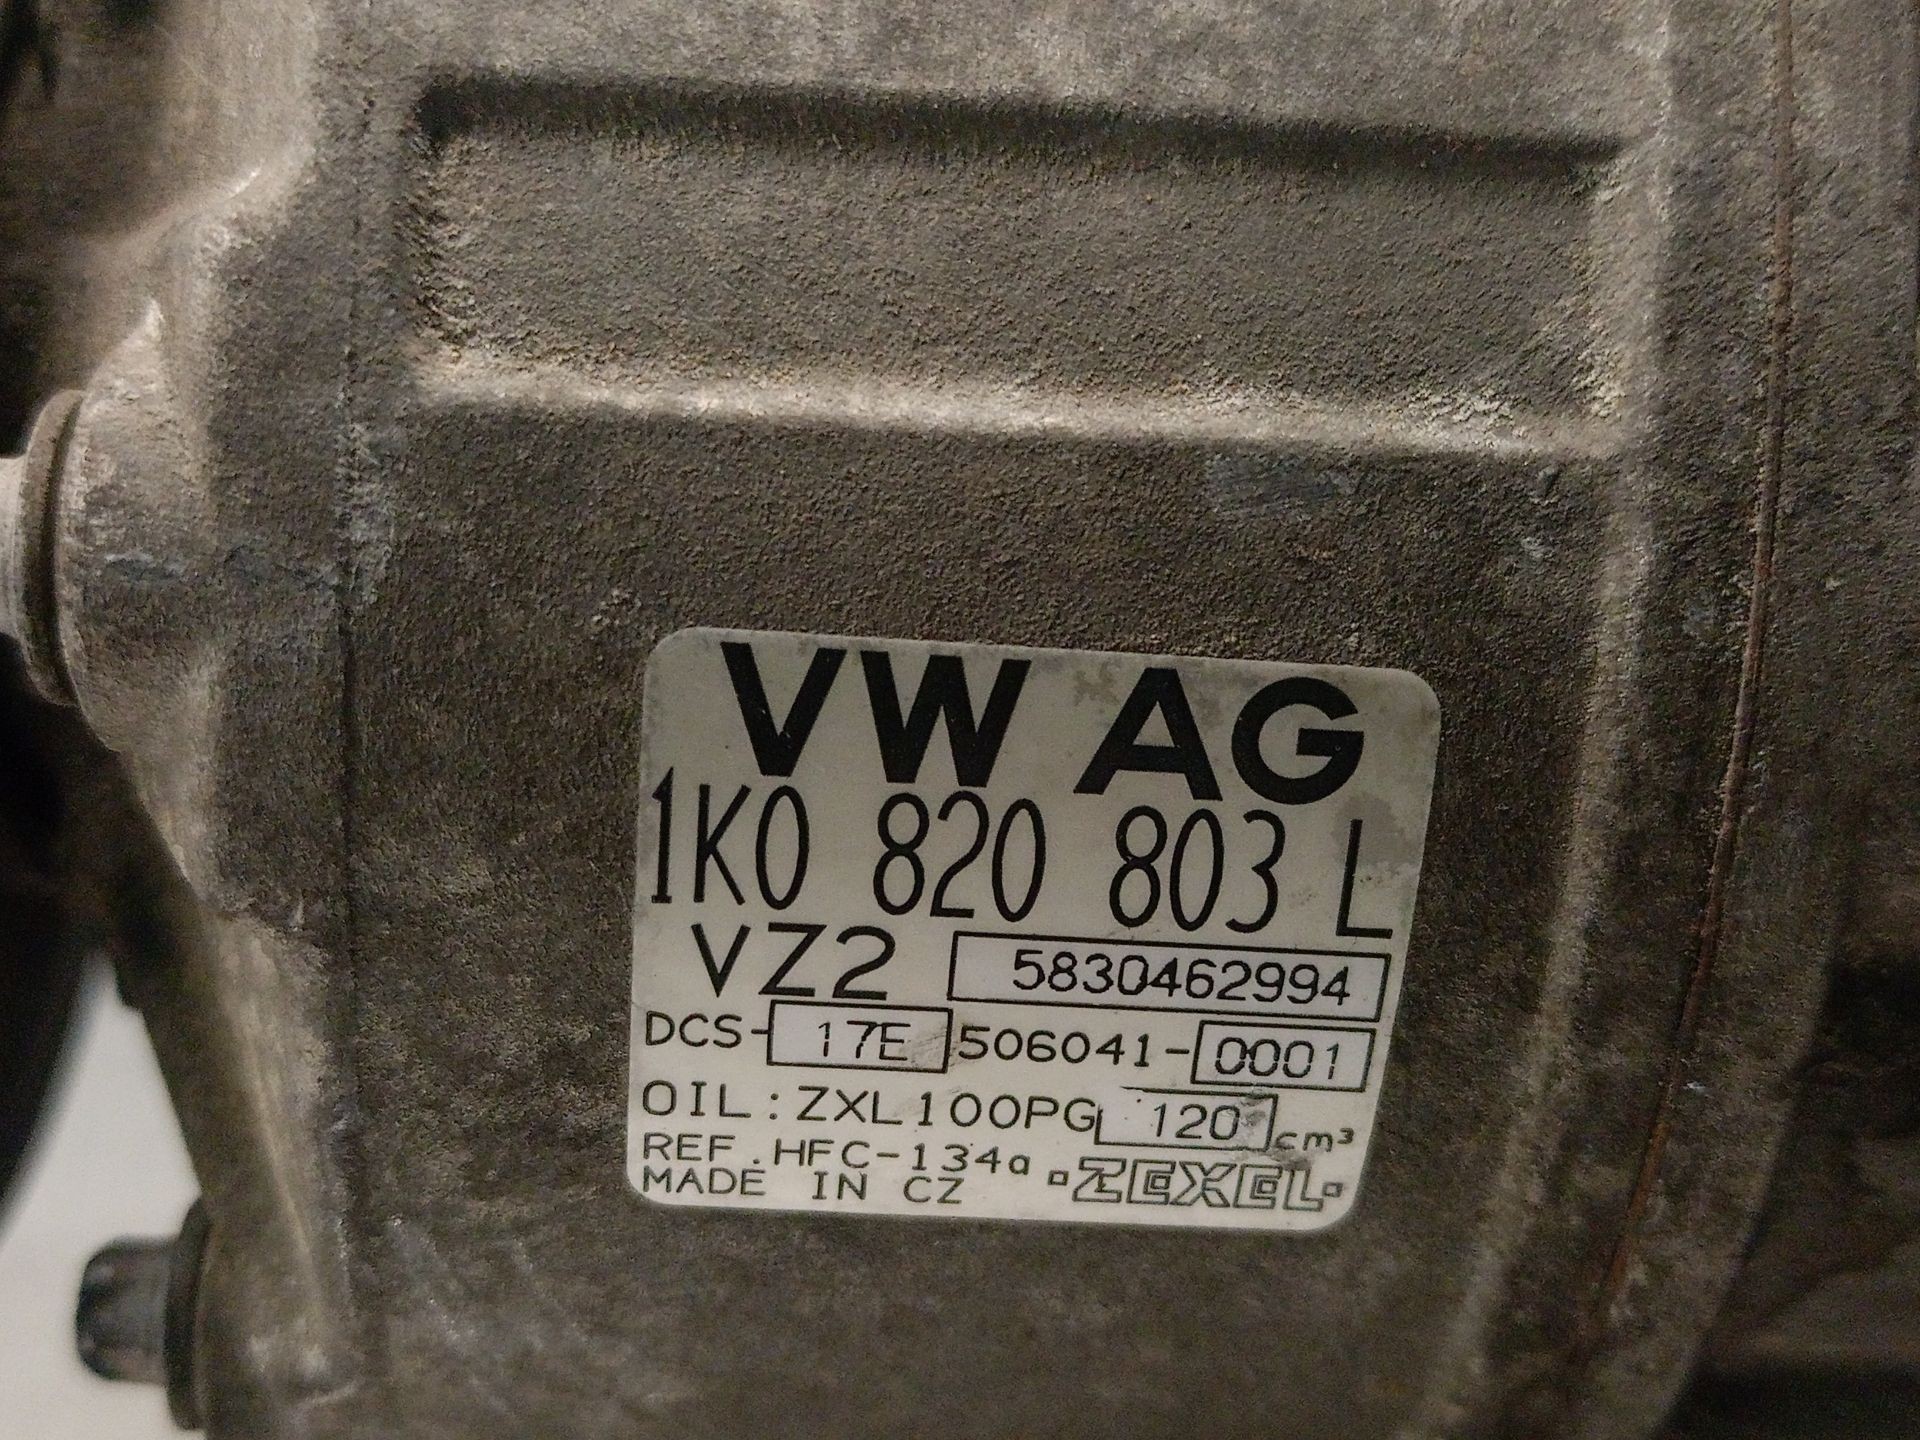 VW AG
1K0 820 803 L
VZ2 5830462994
DCS-17E 506041-0001
OIL:ZXL100PG 120 cm³
REF.HFC-134a
MADE IN CZ ZEXEL